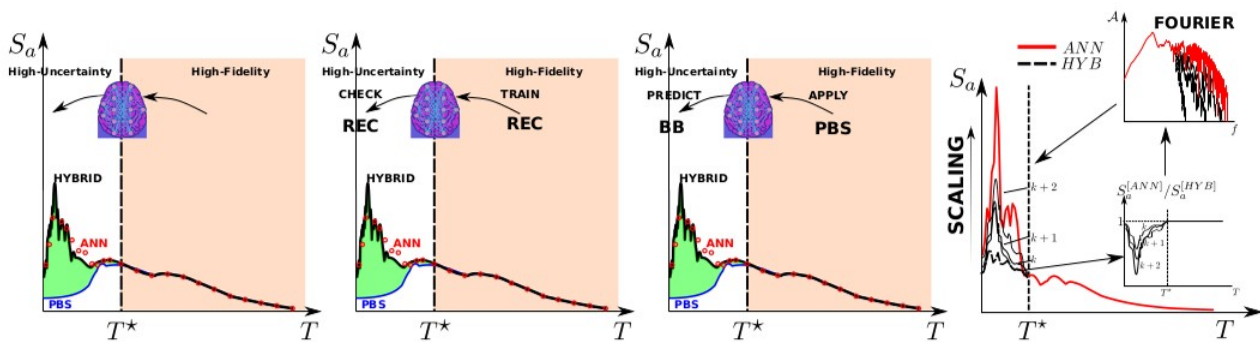 S_a
High-Uncertainty
High-Fidelity
HYBRID
ANN
PBS
T*
T
S_a
High-Uncertainty
High-Fidelity
CHECK
TRAIN
REC
REC
HYBRID
ANN
PBS
T*
T
S_a
High-Uncertainty
High-Fidelity
PREDICT
APPLY
BB
PBS
HYBRID
ANN
PBS
T*
T
ANN
HYB
S_a
SCALING
k + 2
k + 1
k
T*
T
A
FOURIER
f
S_a^[ANN]/S_a^[HYB]
1
k + 1
k + 2
T*
T